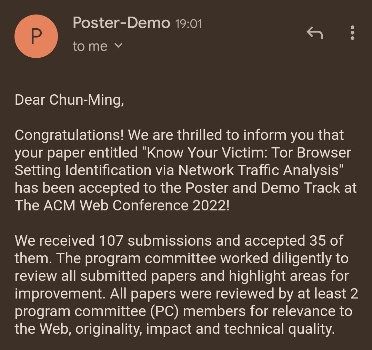 P
Poster-Demo 19:01
to me
Dear Chun-Ming,
Congratulations! We are thrilled to inform you that
your paper entitled "Know Your Victim: Tor Browser
Setting Identification via Network Traffic Analysis"
has been accepted to the Poster and Demo Track at
The ACM Web Conference 2022!
We received 107 submissions and accepted 35 of
them. The program committee worked diligently to
review all submitted papers and highlight areas for
improvement. All papers were reviewed by at least 2
program committee (PC) members for relevance to
the Web, originality, impact and technical quality.